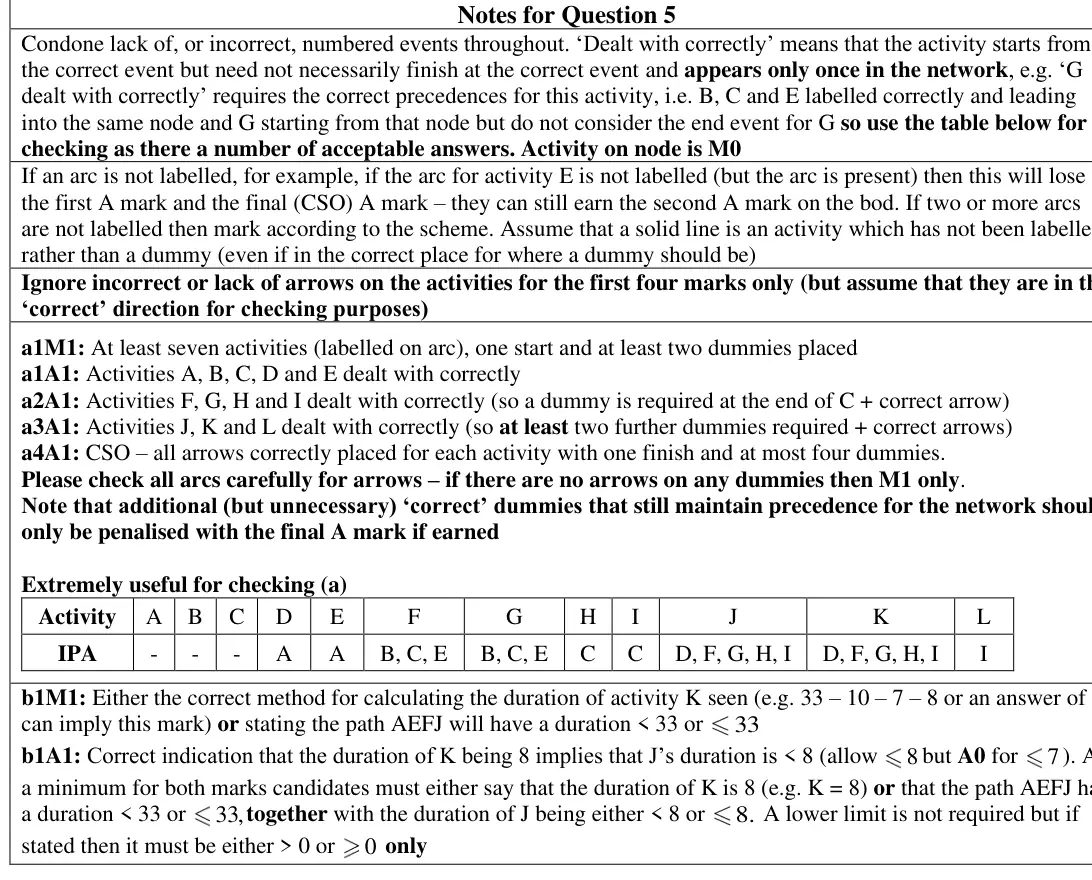 Notes for Question 5
Condone lack of, or incorrect, numbered events throughout. ‘Dealt with correctly’ means that the activity starts from
the correct event but need not necessarily finish at the correct event and appears only once in the network, e.g. ‘G
dealt with correctly’ requires the correct precedences for this activity, i.e. B, C and E labelled correctly and leading
into the same node and G starting from that node but do not consider the end event for G so use the table below for
checking as there a number of acceptable answers. Activity on node is M0
If an arc is not labelled, for example, if the arc for activity E is not labelled (but the arc is present) then this will lose
the first A mark and the final (CSO) A mark – they can still earn the second A mark on the bod. If two or more arcs
are not labelled then mark according to the scheme. Assume that a solid line is an activity which has not been labelle
rather than a dummy (even if in the correct place for where a dummy should be)
Ignore incorrect or lack of arrows on the activities for the first four marks only (but assume that they are in th
‘correct’ direction for checking purposes)
a1M1: At least seven activities (labelled on arc), one start and at least two dummies placed
a1A1: Activities A, B, C, D and E dealt with correctly
a2A1: Activities F, G, H and I dealt with correctly (so a dummy is required at the end of C + correct arrow)
a3A1: Activities J, K and L dealt with correctly (so at least two further dummies required + correct arrows)
a4A1: CSO – all arrows correctly placed for each activity with one finish and at most four dummies.
Please check all arcs carefully for arrows – if there are no arrows on any dummies then M1 only.
Note that additional (but unnecessary) ‘correct’ dummies that still maintain precedence for the network shoul
only be penalised with the final A mark if earned
Extremely useful for checking (a)
Activity A B C D E F G H I J K L
IPA - - - A A B, C, E B, C, E C C D, F, G, H, I D, F, G, H, I I
b1M1: Either the correct method for calculating the duration of activity K seen (e.g. 33 – 10 – 7 – 8 or an answer of
can imply this mark) or stating the path AEFJ will have a duration < 33 or ⩽ 33
b1A1: Correct indication that the duration of K being 8 implies that J’s duration is < 8 (allow ⩽ 8 but A0 for ⩽ 7 ). A
a minimum for both marks candidates must either say that the duration of K is 8 (e.g. K = 8) or that the path AEFJ ha
a duration < 33 or ⩽ 33, together with the duration of J being either < 8 or ⩽ 8. A lower limit is not required but if
stated then it must be either > 0 or ⩾ 0 only